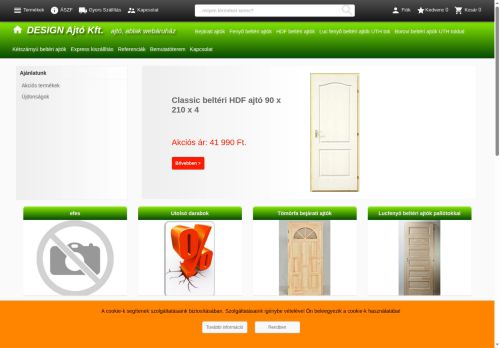 Termékek ÁSZF Gyors Szállítás Kapcsolat Fiók Kedvenc 0 Kosár 0
DESIGN Ajtó Kft. ajtó, ablak webáruház
Bejárati ajtók Fenyő beltéri ajtók HDF beltéri ajtók Luc fenyő beltéri ajtók UTH tok Borovi beltéri ajtók UTH tokkal
Kétszárnyú beltéri ajtók Express kiszállítás Referenciák Bemutatóterem Kapcsolat
Ajánlatunk
Akciós termékek
Újdonságok
Classic beltéri HDF ajtó 90 x
210 x 4
Akciós ár: 41 990 Ft.
Bővebben >
efes
Utolsó darabok
Tömörfa bejárati ajtók
Lucfenyő beltéri ajtók pallótokkal
A cookie-k segítenek szolgáltatásaink biztosításában. Szolgáltatásaink igénybe vételével Ön beleegyezik a cookie-k használatába!
További információ
Rendben